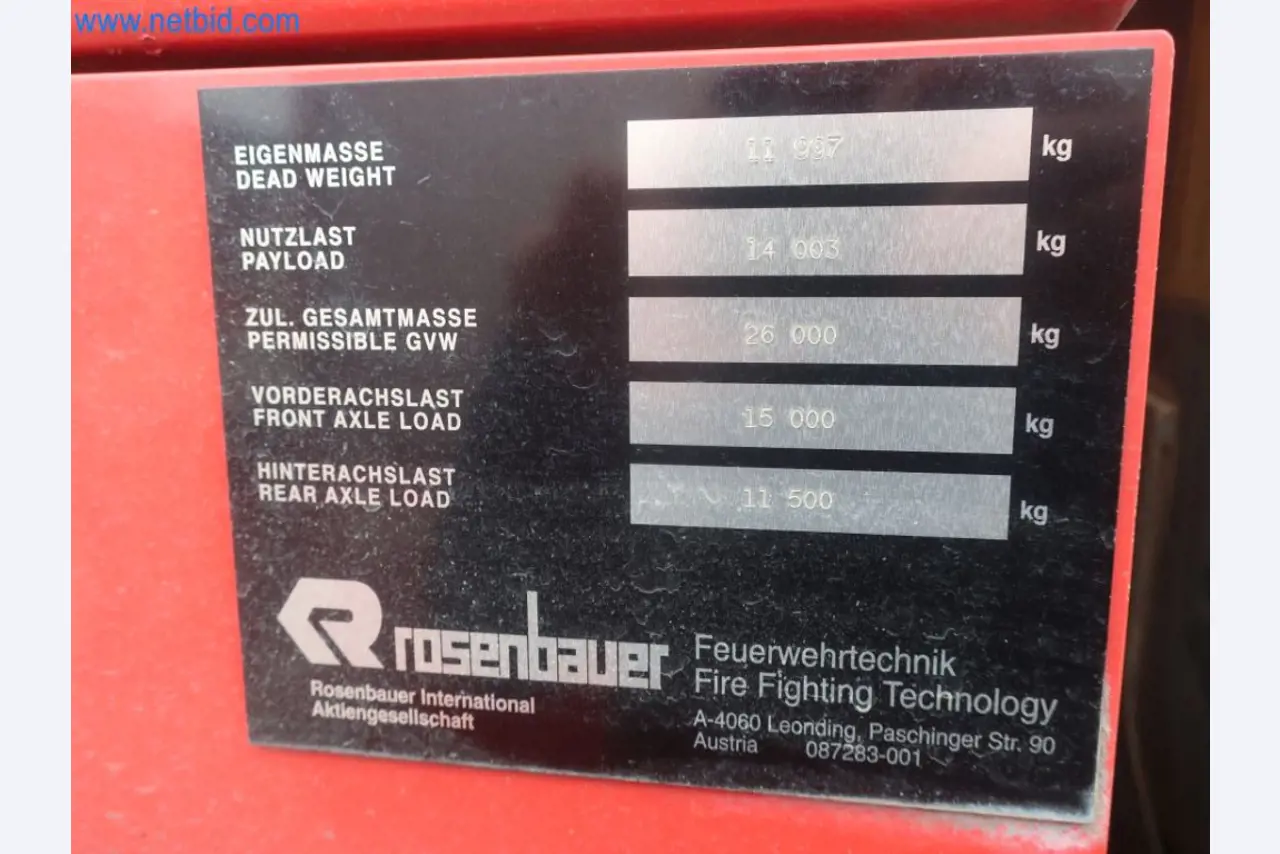 www.netbid.com
EIGENMASSE
DEAD WEIGHT
11 997 kg
NUTZLAST
PAYLOAD
14 003 kg
ZUL. GESAMTMASSE
PERMISSIBLE GVW
26 000 kg
VORDERACHSLAST
FRONT AXLE LOAD
15 000 kg
HINTERACHSLAST
REAR AXLE LOAD
11 500 kg
R rosenbauer
Rosenbauer International
Aktiengesellschaft
Feuerwehrtechnik
Fire Fighting Technology
A-4060 Leonding, Paschinger Str. 90
Austria 087283-001